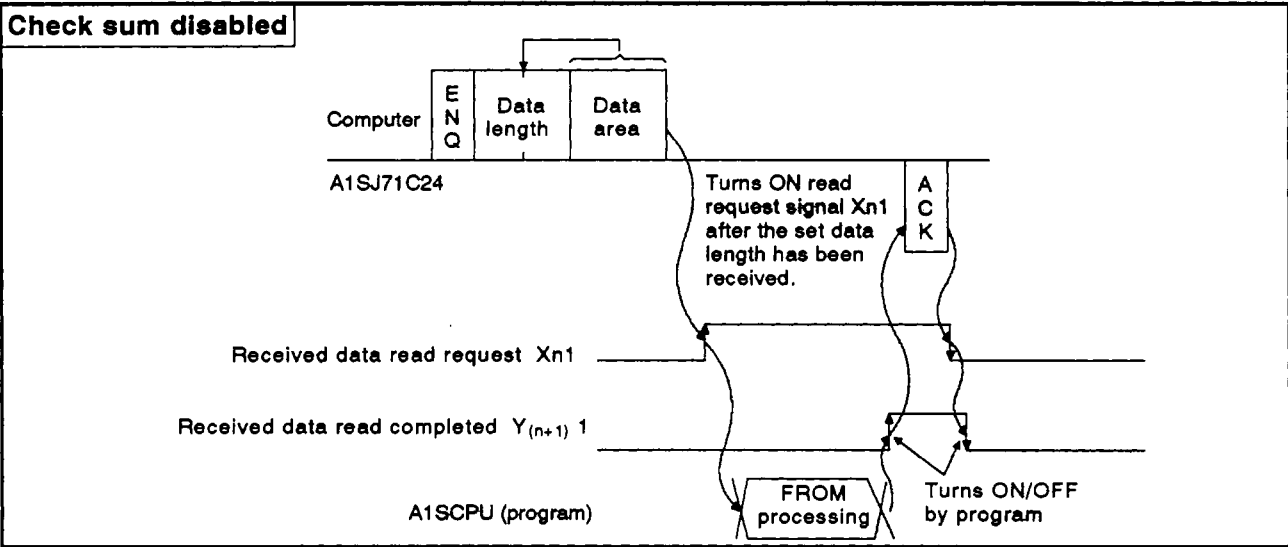 Check sum disabled
Computer
E
N
Q
Data
length
Data
area
A1SJ71C24
Turns ON read
request signal Xn1
after the set data
length has been
received.
A
C
K
Received data read request Xn1
Received data read completed Y(n+1) 1
A1SCPU (program)
FROM
processing
Turns ON/OFF
by program